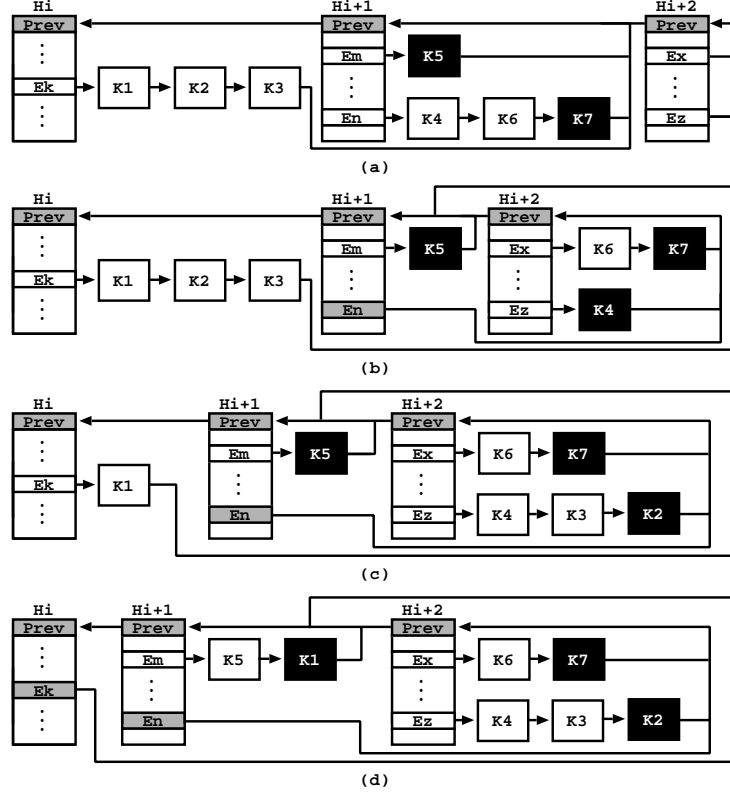 Hi Hi+1 Hi+2
Prev Prev Prev
Em K5 Ex
Ek K1 K2 K3
En K4 K6 K7 Ez
(a)
Hi Hi+1 Hi+2
Prev Prev Prev
Em K5 Ex K6 K7
Ek K1 K2 K3
En Ez K4
(b)
Hi Hi+1 Hi+2
Prev Prev Prev
Em K5 Ex K6 K7
Ek K1
En Ez K4 K3 K2
(c)
Hi Hi+1 Hi+2
Prev Prev Prev
Em K5 K1 Ex K6 K7
Ek
En Ez K4 K3 K2
(d)